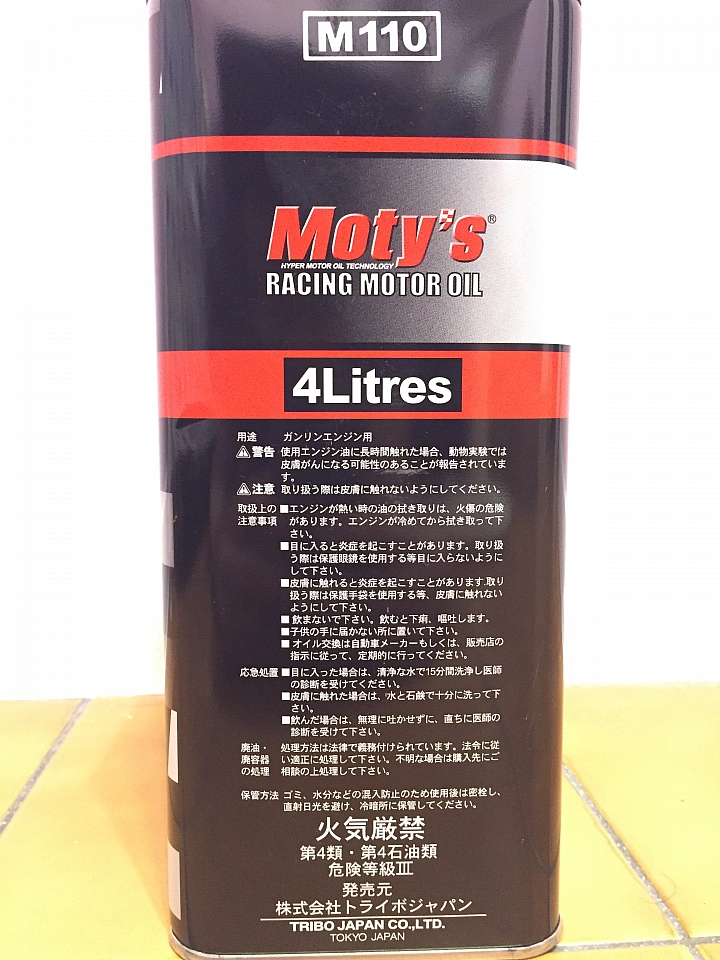 M110
Moty's®
HYPER MOTOR OIL TECHNOLOGY
RACING MOTOR OIL
4Litres
用途 ガンリンエンジン用
⚠警告 使用エンジン油に長時間触れた場合、動物実験では
皮膚がんになる可能性のあることが報告されていま
す。
⚠注意 取り扱う際は皮膚に触れないようにしてください。
取扱上の ■エンジンが熱い時の油の拭き取りは、火傷の危険
注意事項 があります。エンジンが冷めてから拭き取って下
さい。
■目に入ると炎症を起こすことがあります。取り扱
う際は保護眼鏡を使用する等目に入らないように
して下さい。
■皮膚に触れると炎症を起こすことがあります.取り
扱う際は保護手袋を使用する等、皮膚に触れない
ようにして下さい。
■ 飲まないで下さい。飲むと下痢、嘔吐します。
■子供の手に届かない所に置いて下さい。
■ オイル交換は自動車メーカーもしくは、販売店の
指示に従って、定期的に行ってください。
応急処置 ■目に入った場合は、清浄な水で15分間洗浄し医師
の診断を受けてください。
■皮膚に触れた場合は、水と石鹸で十分に洗って下
さい。
■飲んだ場合は、無理に吐かせずに、直ちに医師の
診断を受けて下さい。
廃油・ 処理方法は法律で義務付けられています。法令に従
廃容器 い適正に処理して下さい。不明な場合は購入先にご
の処理 相談の上処理して下さい。
保管方法 ゴミ、水分などの混入防止のため使用後は密栓し、
直射日光を避け、冷暗所に保管してください。
火気厳禁
第4類・第4石油類
危険等級Ⅲ
発売元
株式会社トライボジャパン
TRIBO JAPAN CO.,LTD.
TOKYO JAPAN